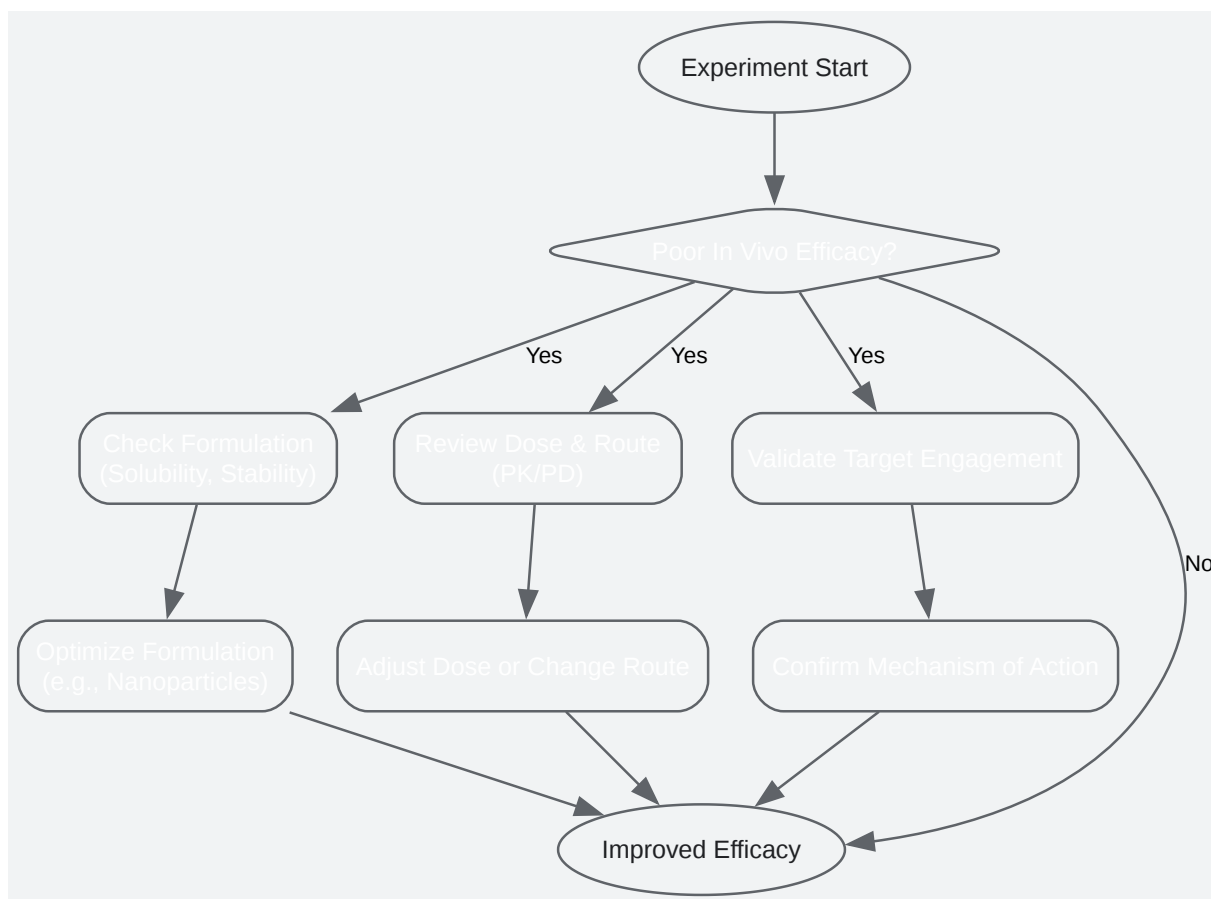 Experiment Start
Poor In Vivo Efficacy?
Yes
Yes
Yes
Check Formulation
(Solubility, Stability)
Review Dose & Route
(PK/PD)
Validate Target Engagement
No
Optimize Formulation
(e.g., Nanoparticles)
Adjust Dose or Change Route
Confirm Mechanism of Action
Improved Efficacy